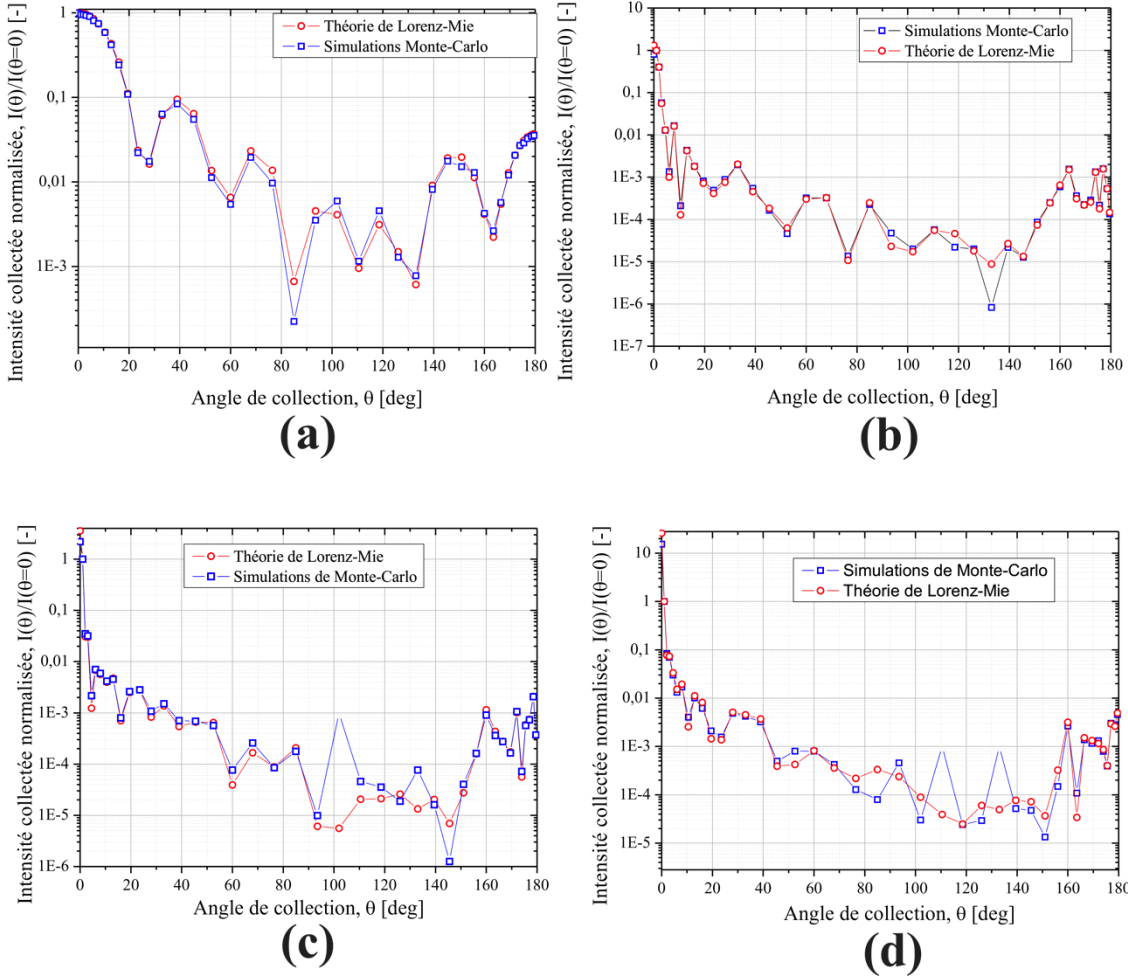 Intensité collectée normalisée, I(θ)/I(θ=0) [-]
1
0,1
0,01
1E-3
Théorie de Lorenz-Mie
Simulations Monte-Carlo
0 20 40 60 80 100 120 140 160 180
Angle de collection, θ [deg]
(a)
Intensité collectée normalisée, I(θ)/I(θ=0) [-]
10
1
0,1
0,01
1E-3
1E-4
1E-5
1E-6
1E-7
Simulations Monte-Carlo
Théorie de Lorenz-Mie
0 20 40 60 80 100 120 140 160 180
Angle de collection, θ [deg]
(b)
Intensité collectée normalisée, I(θ)/I(θ=0) [-]
1
0,1
0,01
1E-3
1E-4
1E-5
1E-6
Théorie de Lorenz-Mie
Simulations de Monte-Carlo
0 20 40 60 80 100 120 140 160 180
Angle de collection, θ [deg]
(c)
Intensité collectée normalisée, I(θ)/I(θ=0) [-]
10
1
0,1
0,01
1E-3
1E-4
1E-5
Simulations de Monte-Carlo
Théorie de Lorenz-Mie
0 20 40 60 80 100 120 140 160 180
Angle de collection, θ [deg]
(d)